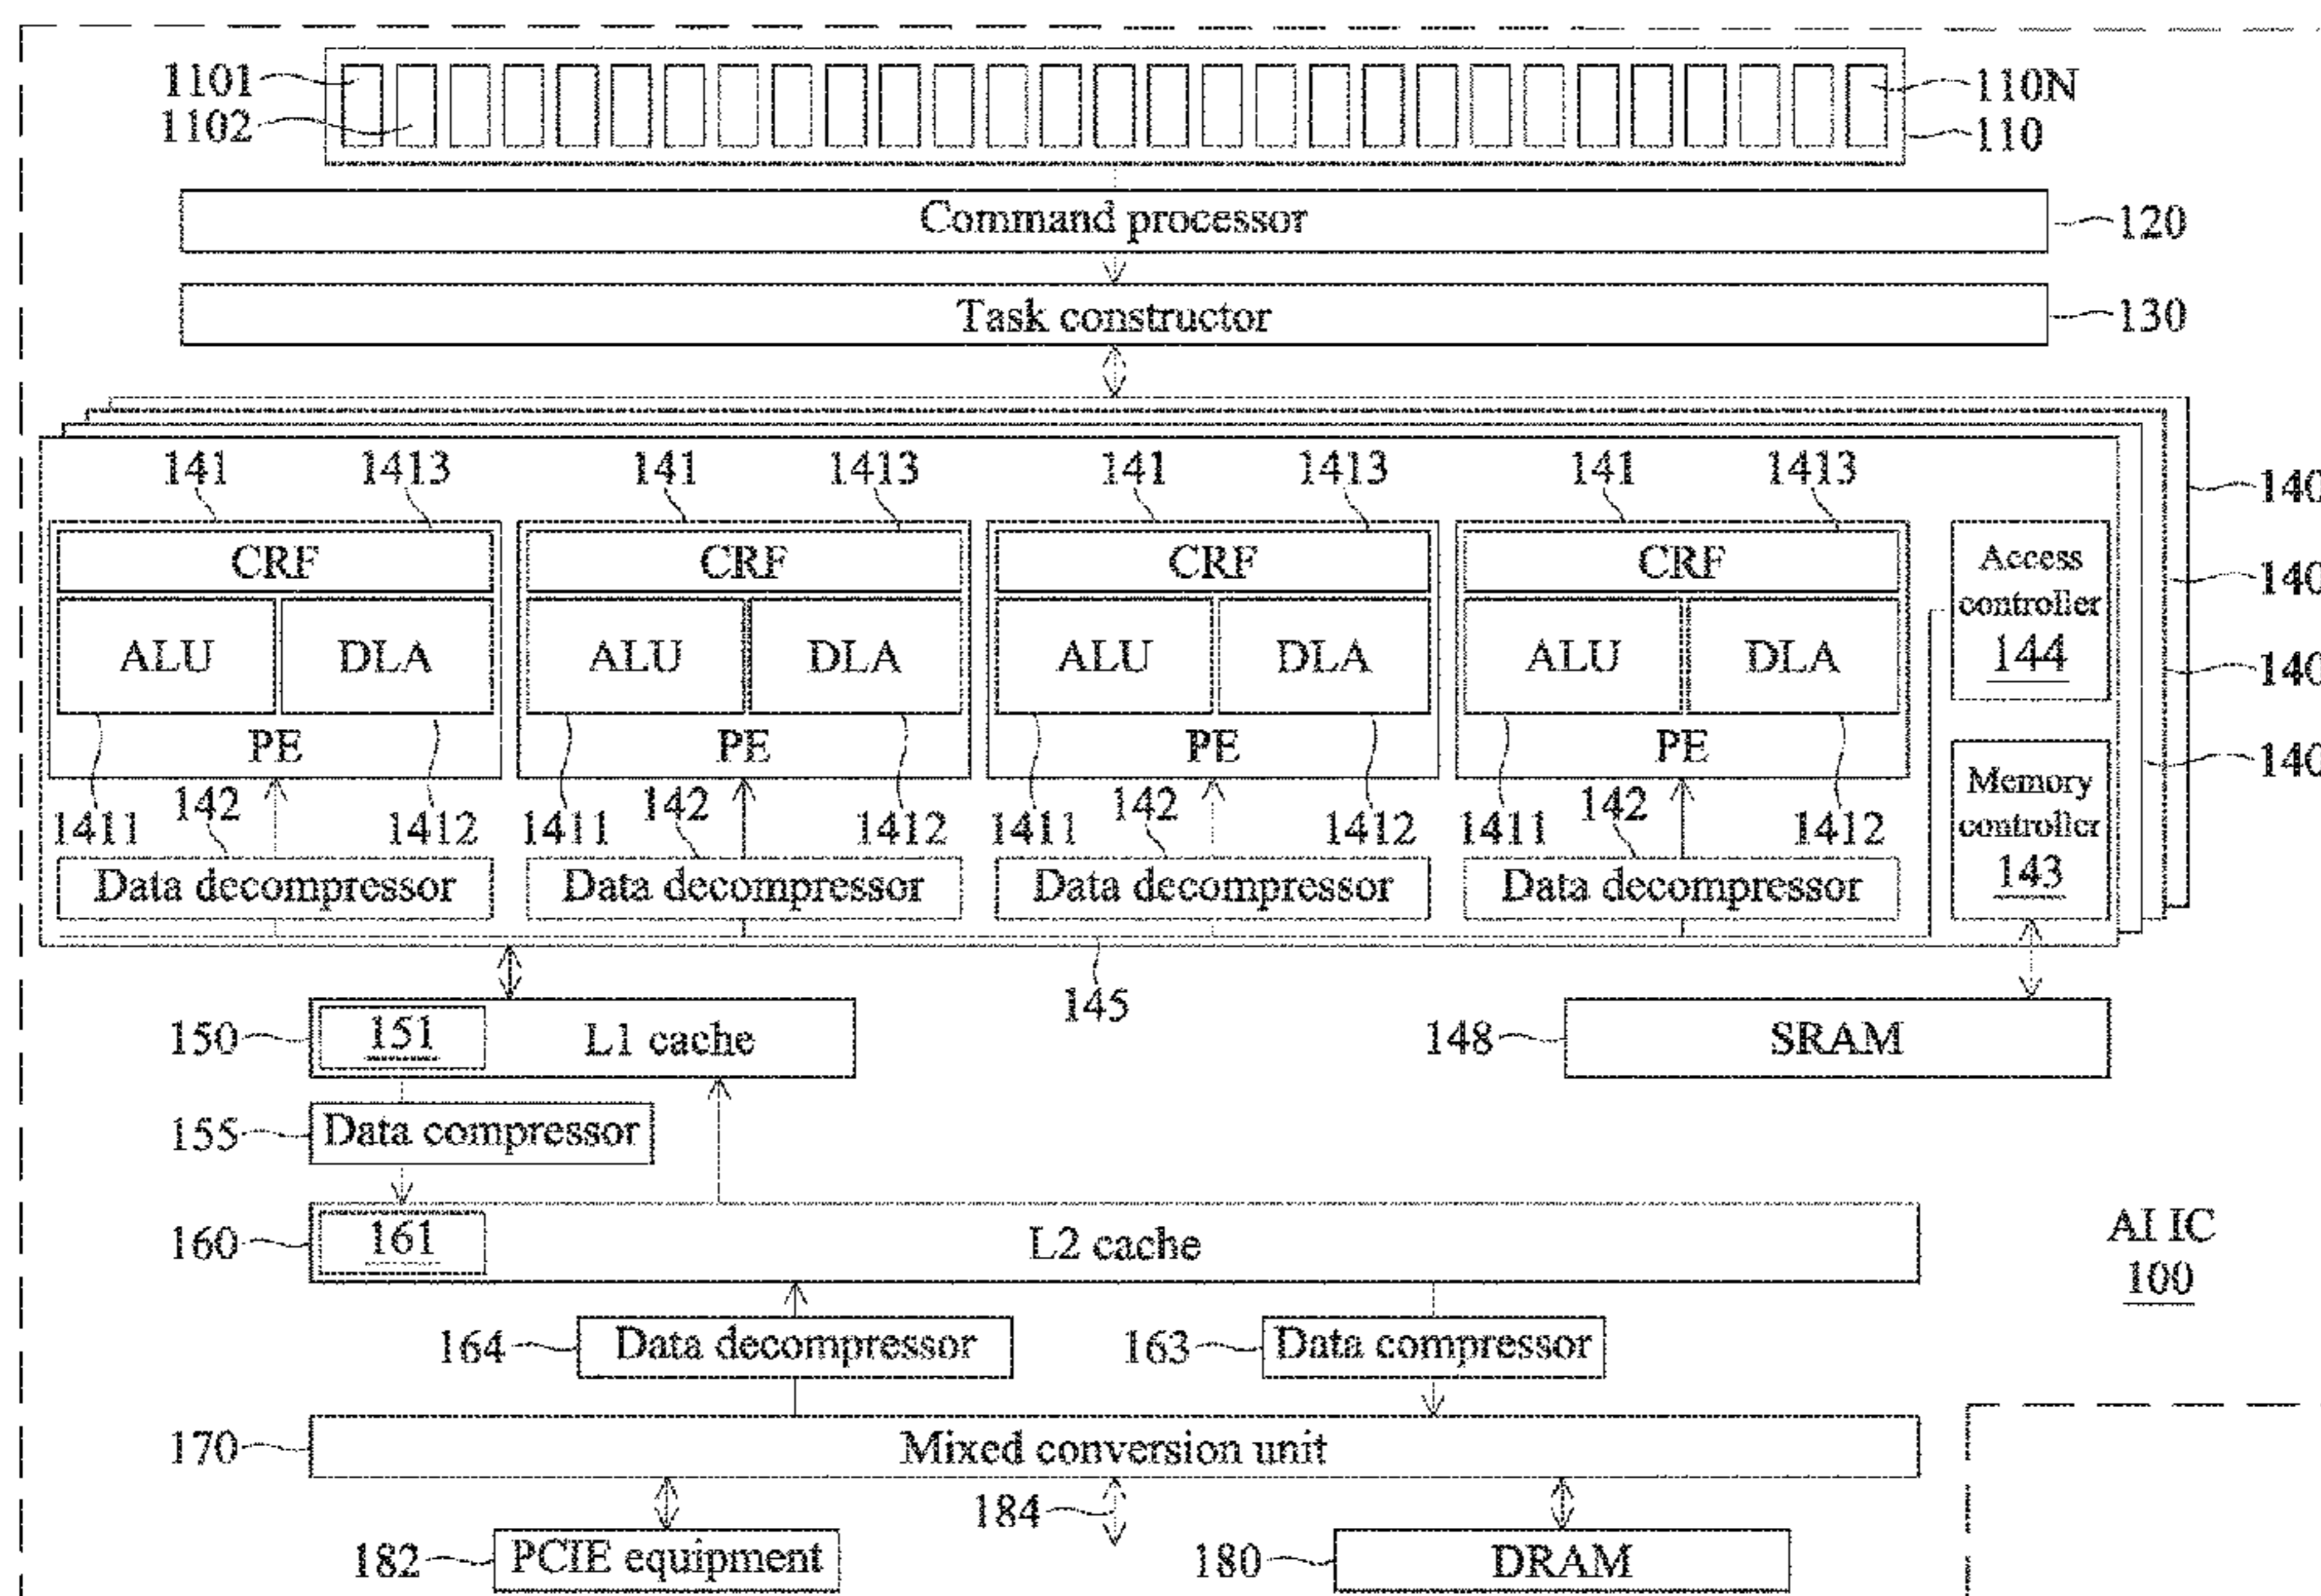 1101
110N
1102
110
Command processor
120
Task constructor
130
141 1413 141 1413 141 1413 141 1413
140
CRF CRF CRF CRF
Access
controller
144
140
ALU DLA ALU DLA ALU DLA ALU DLA
140
PE PE PE PE
140
Memory
controller
143
142 142 142 142
1411 1412 1411 1412 1411 1412 1411 1412
Data decompressor Data decompressor Data decompressor Data decompressor
145
150 151 L1 cache
148 SRAM
155 Data compressor
160 161 L2 cache
AI IC
100
164 Data decompressor
163 Data compressor
170 Mixed conversion unit
184
182 PCIE equipment
180 DRAM